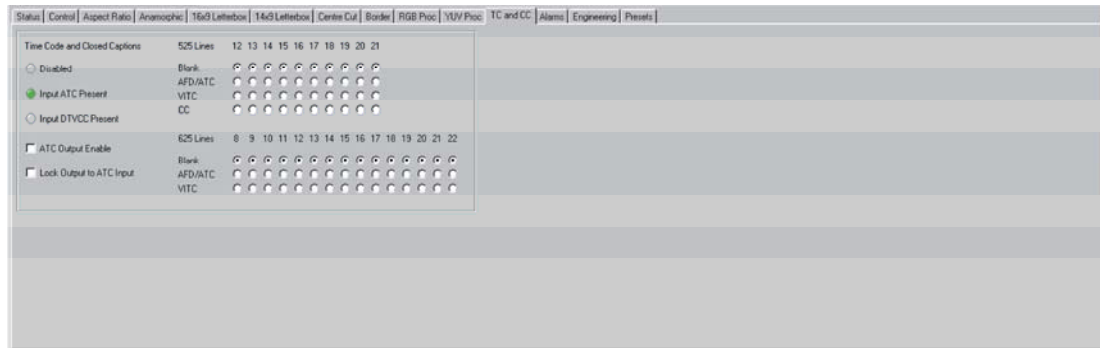 Status Control Aspect Ratio Anamorphic 16x9 Letterbox 14x9 Letterbox Centre Cut Border RGB Proc YUV Proc TC and CC Alarms Engineering Presets
Time Code and Closed Captions
Disabled
Input ATC Present
Input DTVCC Present
ATC Output Enable
Lock Output to ATC Input
525 Lines 12 13 14 15 16 17 18 19 20 21
Blank
AFD/ATC
VITC
CC
625 Lines 8 9 10 11 12 13 14 15 16 17 18 19 20 21 22
Blank
AFD/ATC
VITC